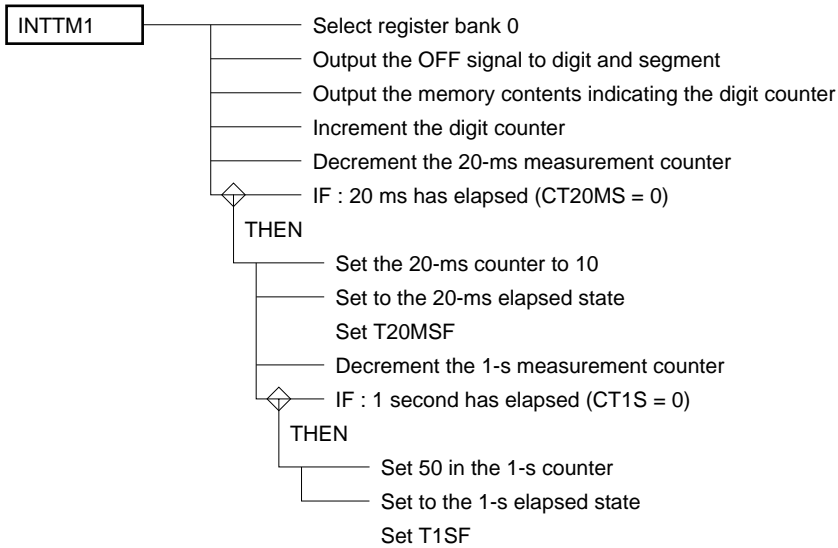 INTTM1
Select register bank 0
Output the OFF signal to digit and segment
Output the memory contents indicating the digit counter
Increment the digit counter
Decrement the 20-ms measurement counter
IF : 20 ms has elapsed (CT20MS = 0)
THEN
Set the 20-ms counter to 10
Set to the 20-ms elapsed state
Set T20MSF
Decrement the 1-s measurement counter
IF : 1 second has elapsed (CT1S = 0)
THEN
Set 50 in the 1-s counter
Set to the 1-s elapsed state
Set T1SF